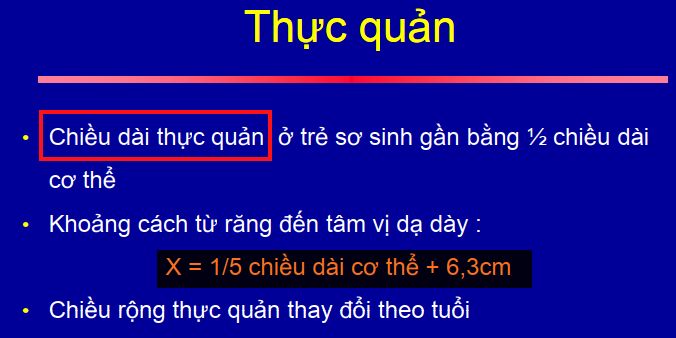 Thực quản
• Chiều dài thực quản ở trẻ sơ sinh gần bằng ½ chiều dài
cơ thể
• Khoảng cách từ răng đến tâm vị dạ dày :
X = 1/5 chiều dài cơ thể + 6,3cm
• Chiều rộng thực quản thay đổi theo tuổi